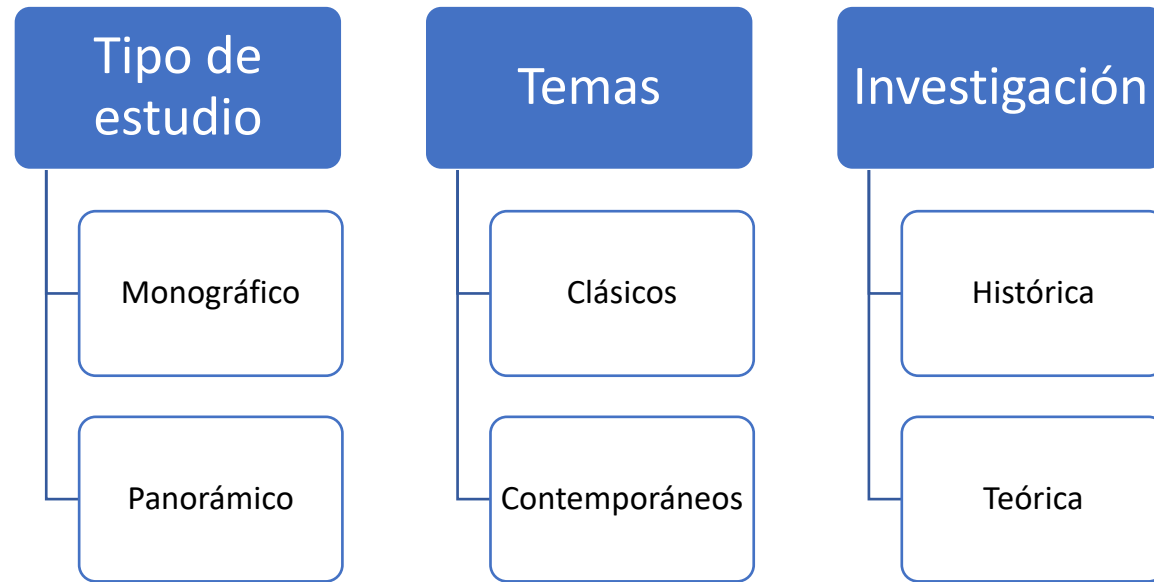 Tipo de
estudio
Monográfico
Panorámico
Temas
Clásicos
Contemporáneos
Investigación
Histórica
Teórica